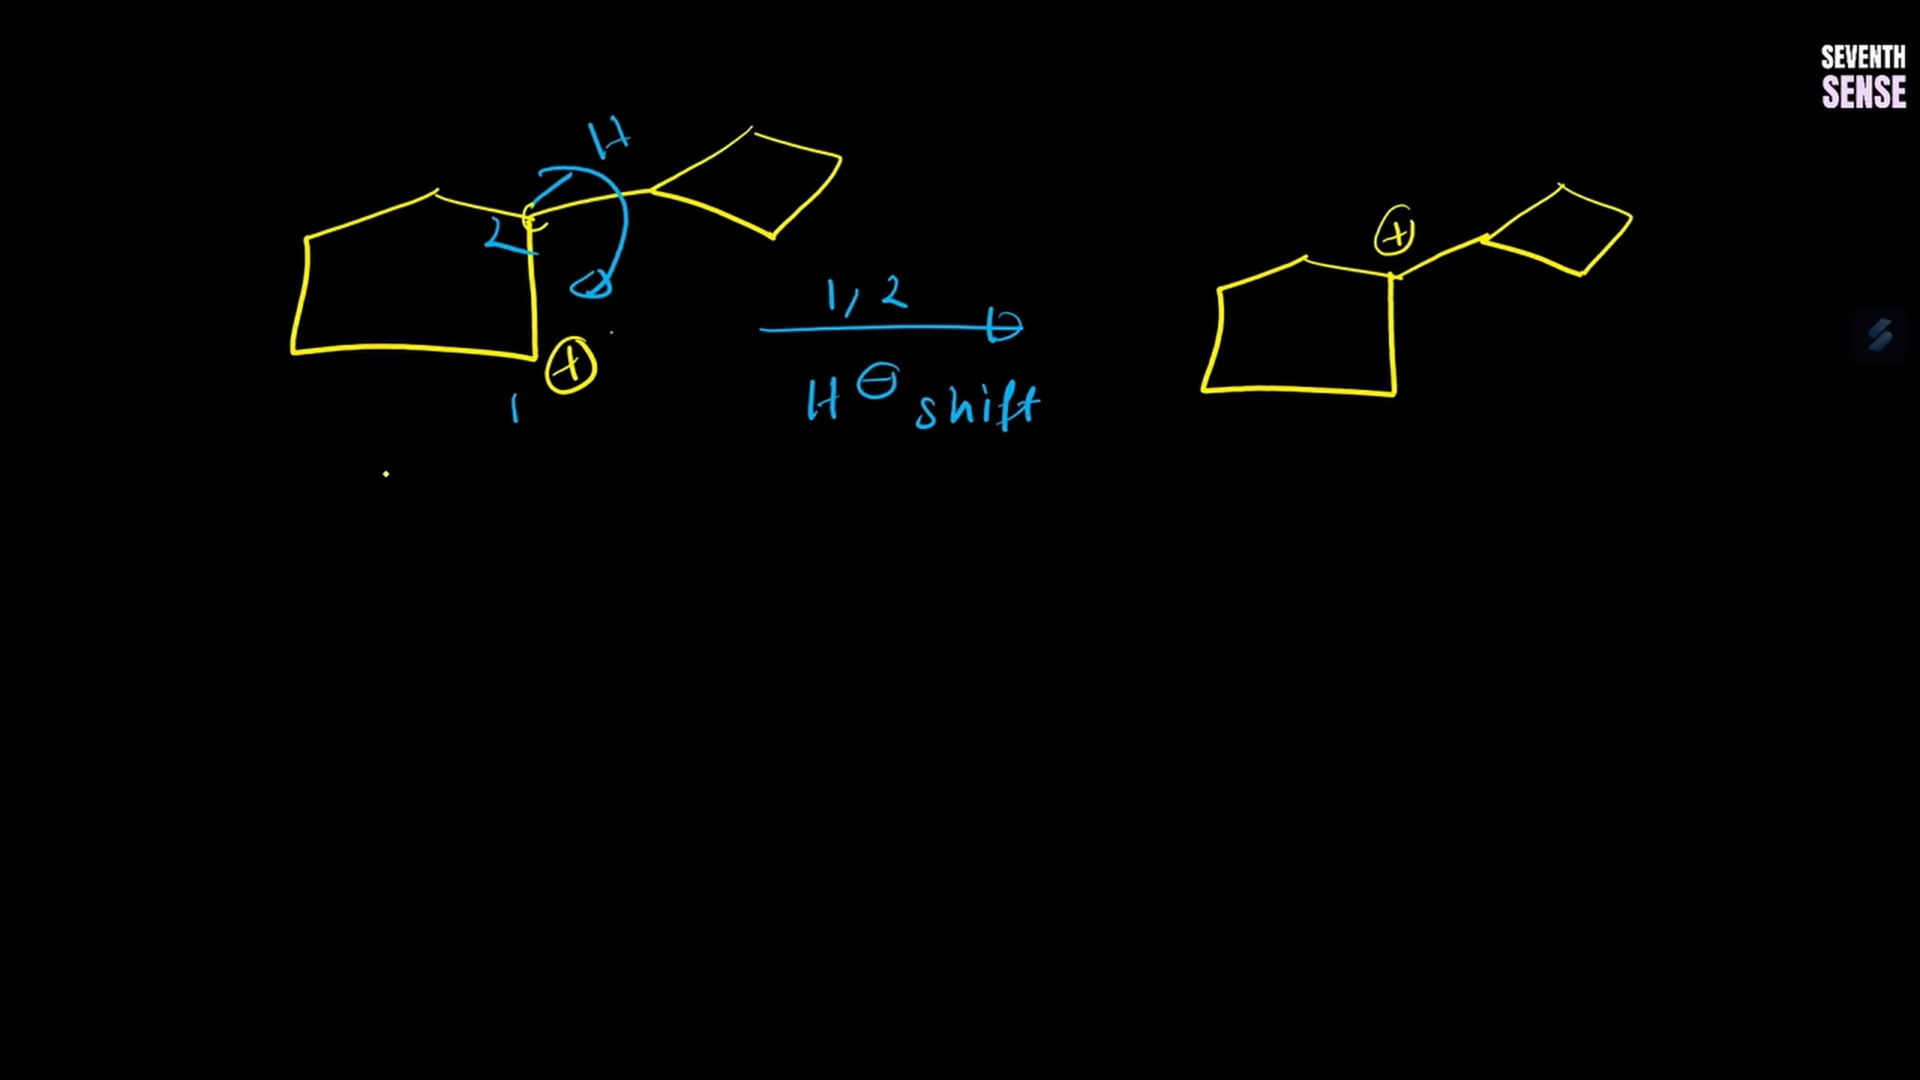 SEVENTH
SENSE
H
⊕
2
1, 2
⊕
H⊖ shift
1